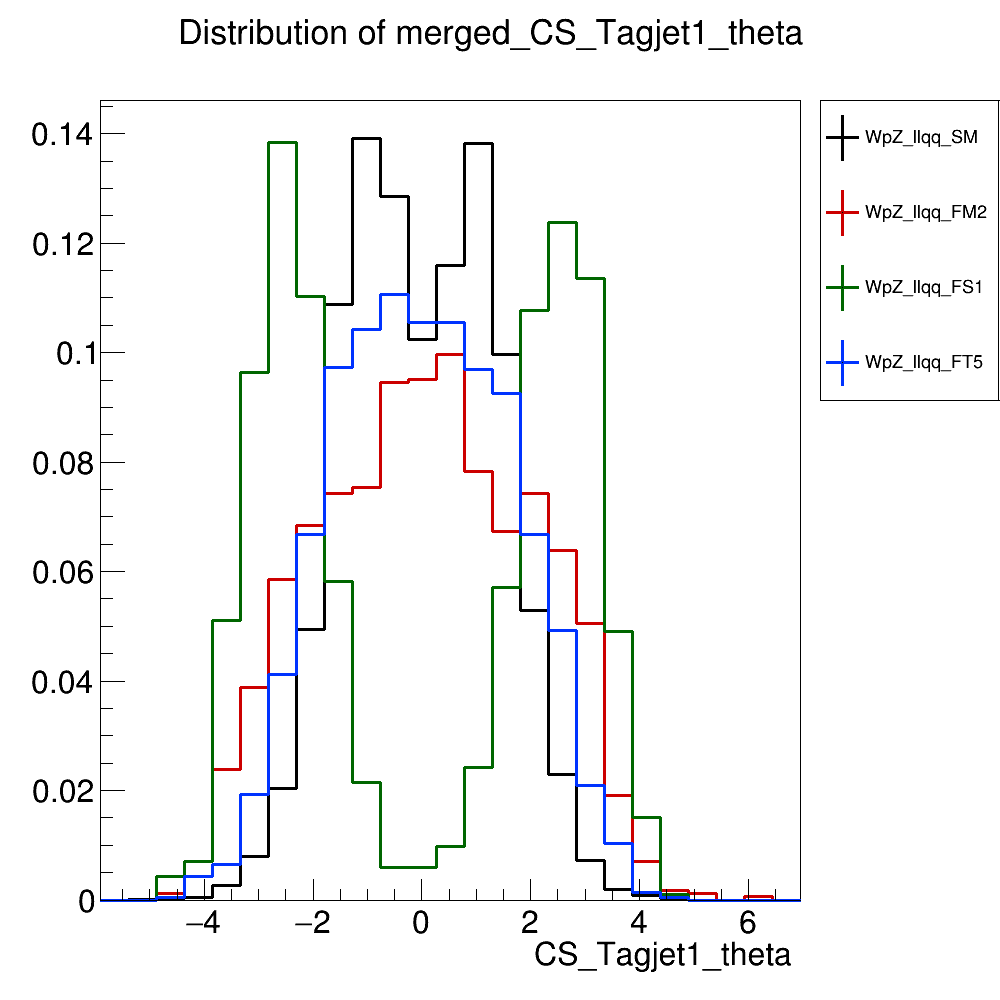 Distribution of merged_CS_Tagjet1_theta
0.14
0.12
0.1
0.08
0.06
0.04
0.02
0
−4 −2 0 2 4 6
CS_Tagjet1_theta
WpZ_llqq_SM
WpZ_llqq_FM2
WpZ_llqq_FS1
WpZ_llqq_FT5